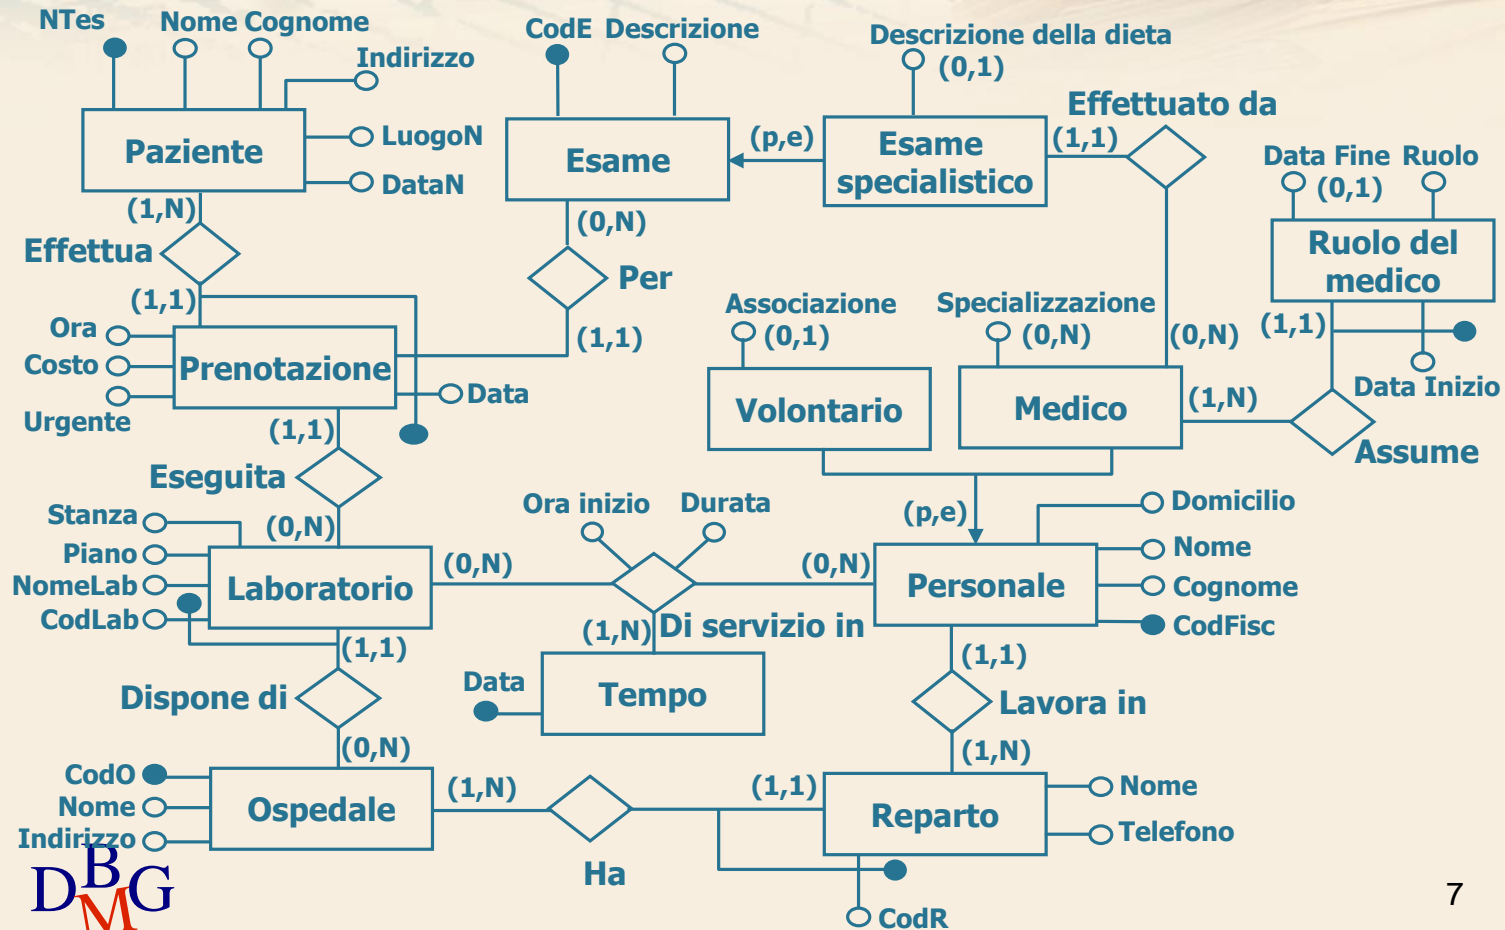 NTes
Nome Cognome
Indirizzo
Paziente
LuogoN
DataN
(1,N)
Effettua
(1,1)
Ora
Costo
Urgente
Prenotazione
Data
(1,1)
Eseguita
(0,N)
Stanza
Piano
NomeLab
CodLab
Laboratorio
(1,1)
Dispone di
(0,N)
CodO
Nome
Indirizzo
Ospedale
(1,N)
Ha
(1,1)
Reparto
Nome
Telefono
CodR
CodE Descrizione
Esame
(0,N)
Per
(1,1)
(p,e)
Descrizione della dieta
(0,1)
Esame
specialistico
(1,1)
Effettuato da
(0,N)
Data Fine Ruolo
(0,1)
Ruolo del
medico
(1,1)
Data Inizio
(1,N)
Assume
Associazione
(0,1)
Volontario
Specializzazione
(0,N)
Medico
(p,e)
Domicilio
Nome
Cognome
CodFisc
Personale
(0,N)
Ora inizio
Durata
(0,N)
(1,N)
Di servizio in
Data
Tempo
(1,1)
Lavora in
(1,N)
DBMG
7